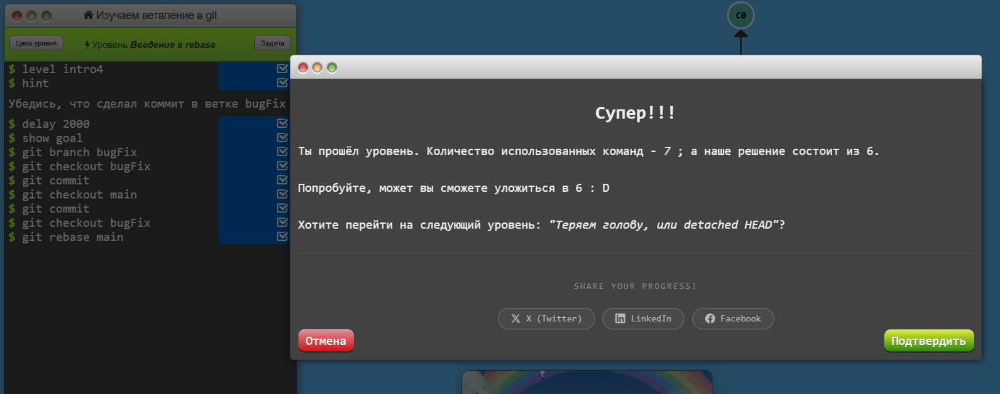 Изучаем ветвление в git
C0
Цель уровня
Уровень Введение в rebase
Задача
$ level intro4
$ hint
Убедись, что сделал коммит в ветке bugFix
$ delay 2000
$ show goal
$ git branch bugFix
$ git checkout bugFix
$ git commit
$ git checkout main
$ git commit
$ git checkout bugFix
$ git rebase main
Супер!!!
Ты прошёл уровень. Количество использованных команд - 7 ; а наше решение состоит из 6.
Попробуйте, может вы сможете уложиться в 6 : D
Хотите перейти на следующий уровень: "Теряем голову, или detached HEAD"?
SHARE YOUR PROGRESS!
X (Twitter)
LinkedIn
Facebook
Отмена
Подтвердить